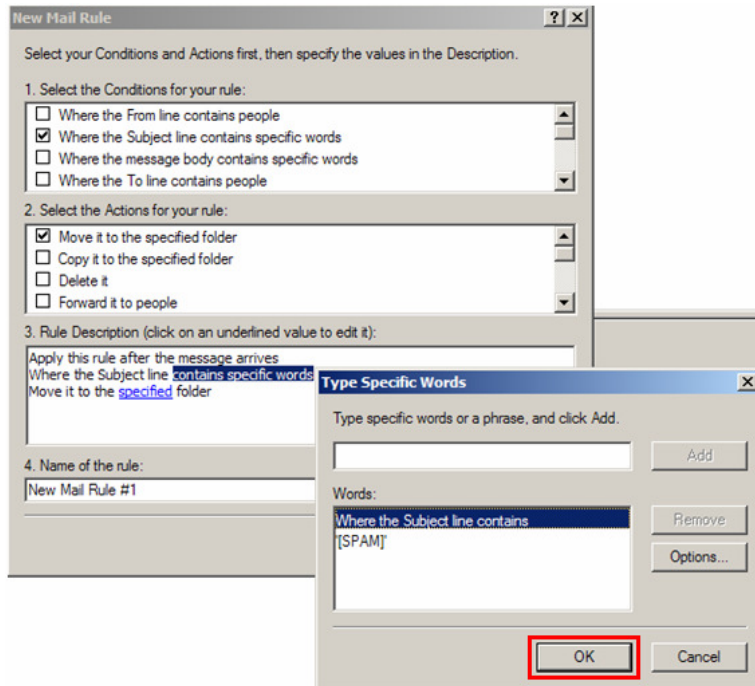 New Mail Rule
Select your Conditions and Actions first, then specify the values in the Description.
1. Select the Conditions for your rule:
Where the From line contains people
Where the Subject line contains specific words
Where the message body contains specific words
Where the To line contains people
2. Select the Actions for your rule:
Move it to the specified folder
Copy it to the specified folder
Delete it
Forward it to people
3. Rule Description (click on an underlined value to edit it):
Apply this rule after the message arrives
Where the Subject line contains specific words
Move it to the specified folder
4. Name of the rule:
New Mail Rule #1
Type Specific Words
Type specific words or a phrase, and click Add.
Add
Words:
Where the Subject line contains
'[SPAM]'
Remove
Options...
OK
Cancel